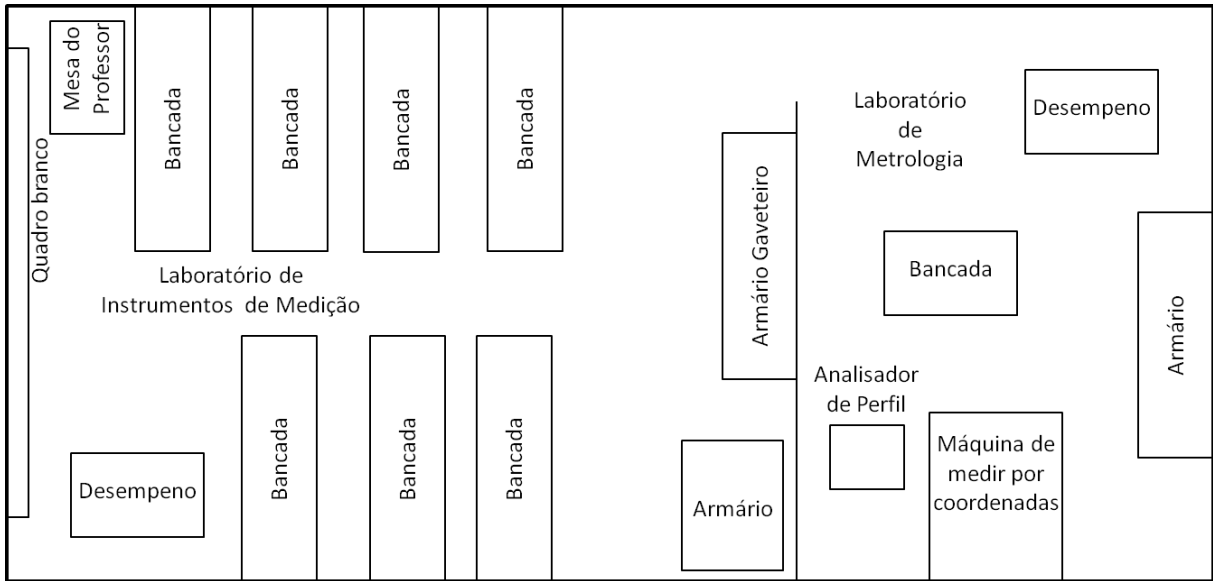 Quadro branco
Mesa do
Professor
Bancada
Bancada
Bancada
Bancada
Laboratório de
Instrumentos de Medição
Desempeno
Bancada
Bancada
Bancada
Armário Gaveteiro
Armário
Laboratório
de
Metrologia
Desempeno
Bancada
Armário
Analisador
de Perfil
Máquina de
medir por
coordenadas